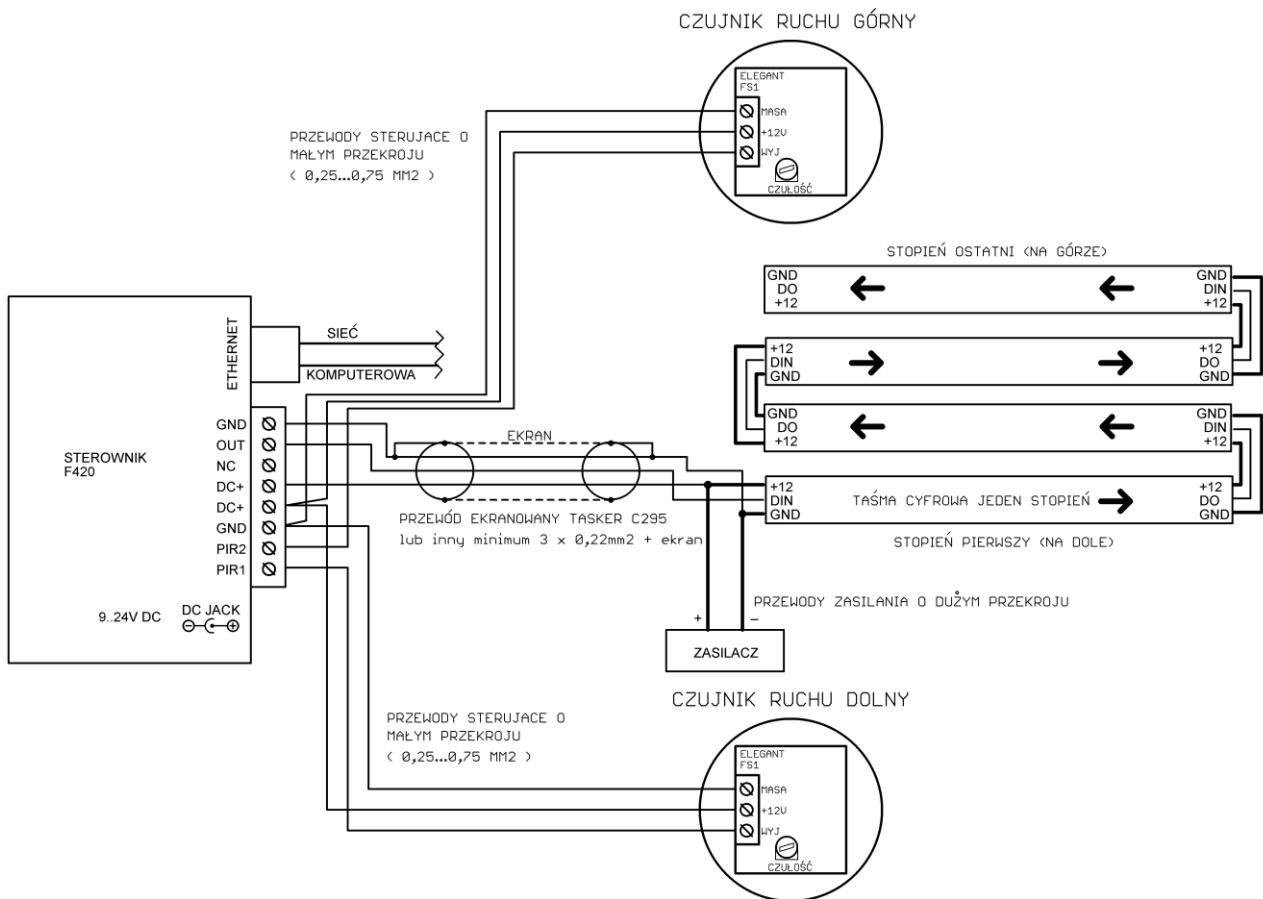 CZUJNIK RUCHU GÓRNY
ELEGANT
FS1
MASA
+12V
WYJ
CZUŁOŚĆ
PRZEWODY STERUJACE O
MAŁYM PRZEKROJU
( 0,25...0,75 MM2 )
STOPIEŃ OSTATNI (NA GÓRZE)
GND
DO
+12
GND
DIN
+12
+12
DIN
GND
+12
DO
GND
GND
DO
+12
GND
DIN
+12
+12
DIN
GND
TAŚMA CYFROWA JEDEN STOPIEŃ
+12
DO
GND
STOPIEŃ PIERWSZY (NA DOLE)
ETHERNET
SIEĆ
KOMPUTEROWA
STEROWNIK
F420
GND
OUT
NC
DC+
DC+
GND
PIR2
PIR1
9..24V DC
DC JACK
EKRAN
PRZEWÓD EKRANOWANY TASKER C295
lub inny minimum 3 x 0,22mm2 + ekran
PRZEWODY ZASILANIA O DUŻYM PRZEKROJU
+
–
ZASILACZ
CZUJNIK RUCHU DOLNY
PRZEWODY STERUJACE O
MAŁYM PRZEKROJU
( 0,25...0,75 MM2 )
ELEGANT
FS1
MASA
+12V
WYJ
CZUŁOŚĆ